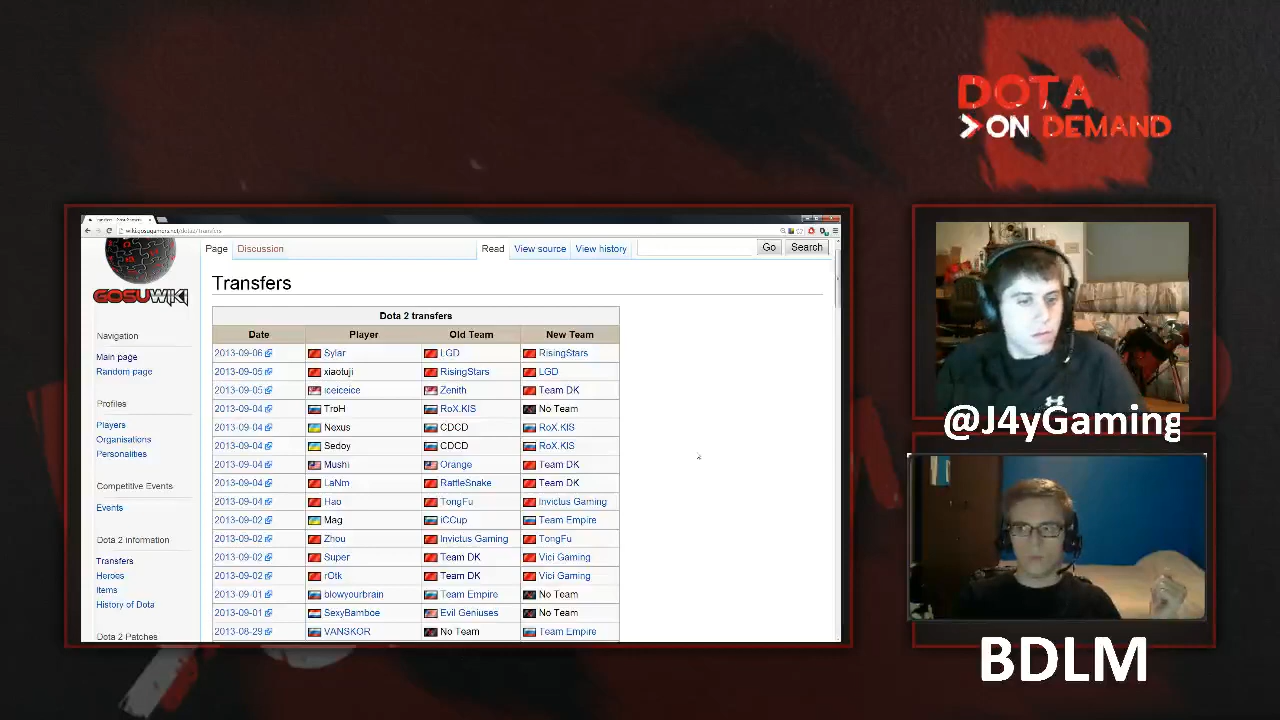 DOTA
>ON DEMAND
Transfers - GosuGamers
wiki.gosugamers.net/dota2/transfers
Page Discussion Read View source View history Go Search
GOSUWIKI
Transfers
Navigation
Main page
Random page
Profiles
Players
Organisations
Personalities
Competitive Events
Events
Dota 2 information
Transfers
Heroes
Items
History of Dota
Dota 2 Patches
Dota 2 transfers
Date Player Old Team New Team
2013-09-06 Sylar LGD RisingStars
2013-09-05 xiaotuji RisingStars LGD
2013-09-05 iceiceice Zenith Team DK
2013-09-04 TroH RoX.KIS No Team
2013-09-04 Nexus CDCD RoX.KIS
2013-09-04 Sedoy CDCD RoX.KIS
2013-09-04 Mushi Orange Team DK
2013-09-04 LaNm RattleSnake Team DK
2013-09-04 Hao TongFu Invictus Gaming
2013-09-02 Mag iCCup Team Empire
2013-09-02 Zhou Invictus Gaming TongFu
2013-09-02 Super Team DK Vici Gaming
2013-09-02 rOtk Team DK Vici Gaming
2013-09-01 blowyourbrain Team Empire No Team
2013-09-01 SexyBamboe Evil Geniuses No Team
2013-08-29 VANSKOR No Team Team Empire
@J4yGaming
BDLM